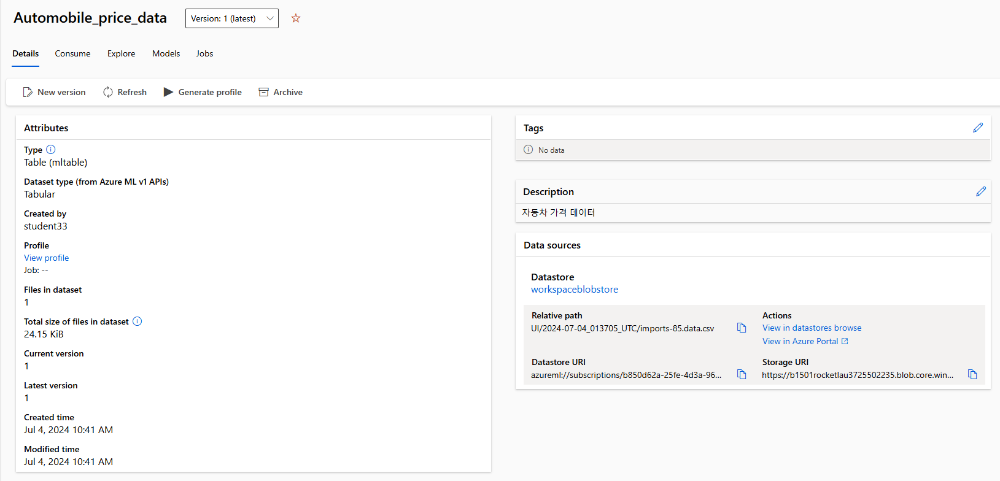 Automobile_price_data
Version: 1 (latest)
Details Consume Explore Models Jobs
New version Refresh Generate profile Archive
Attributes
Type
Table (mltable)
Dataset type (from Azure ML v1 APIs)
Tabular
Created by
student33
Profile
View profile
Job: --
Files in dataset
1
Total size of files in dataset
24.15 KiB
Current version
1
Latest version
1
Created time
Jul 4, 2024 10:41 AM
Modified time
Jul 4, 2024 10:41 AM
Tags
No data
Description
자동차 가격 데이터
Data sources
Datastore
workspaceblobstore
Relative path
UI/2024-07-04_013705_UTC/imports-85.data.csv
Actions
View in datastores browse
View in Azure Portal
Datastore URI
azureml://subscriptions/b850d62a-25fe-4d3a-96...
Storage URI
https://b1501rocketlau3725502235.blob.core.win...